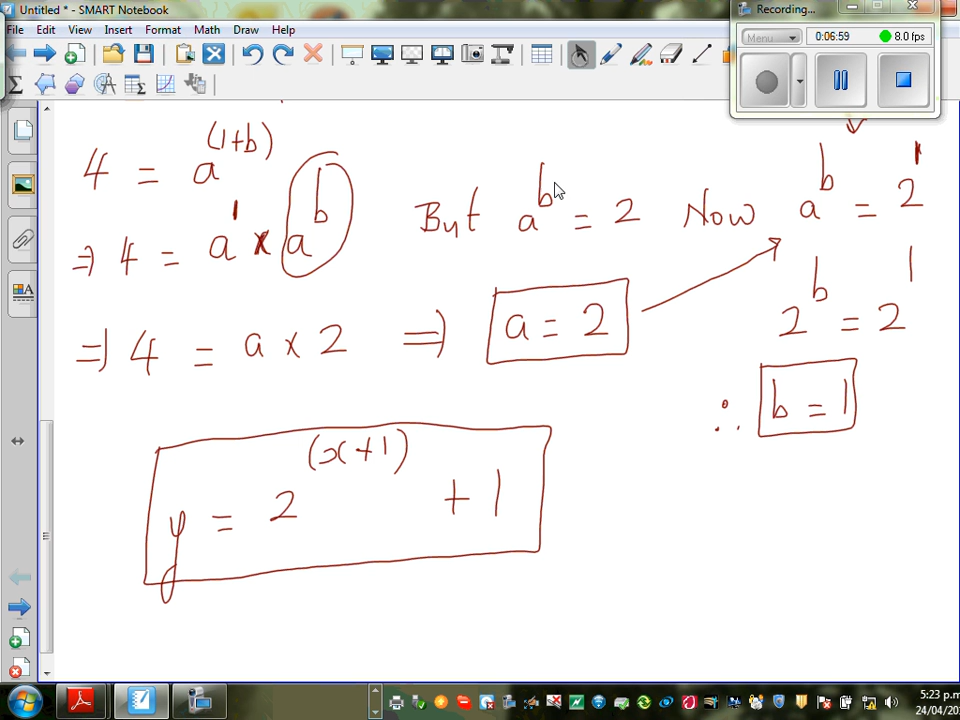 Untitled * - SMART Notebook
Recording...
File Edit View Insert Format Math Draw Help
Menu 0:06:59 8.0 fps
4 = a^(1+b)
⇒ 4 = a^1 × a^b But a^b = 2 Now a^b = 2^1
2^b = 2^1
⇒ 4 = a × 2 ⇒ a = 2
∴ b = 1
y = 2^(x+1) + 1
5:23 p.m
24/04/20